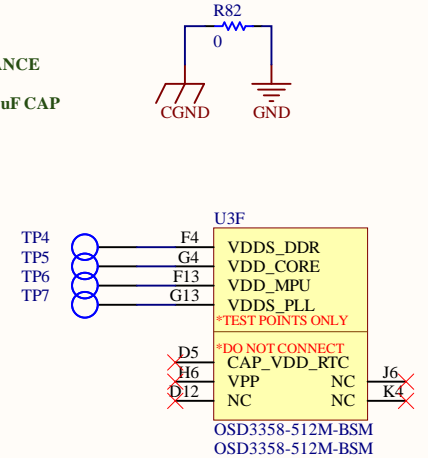 R82
0
ANCE
uF CAP
CGND
GND
U3F
TP4 F4 VDDS_DDR
TP5 G4 VDD_CORE
TP6 F13 VDD_MPU
TP7 G13 VDDS_PLL
*TEST POINTS ONLY
*DO NOT CONNECT
D5 CAP_VDD_RTC
H6 VPP NC J6
D12 NC NC K4
OSD3358-512M-BSM
OSD3358-512M-BSM